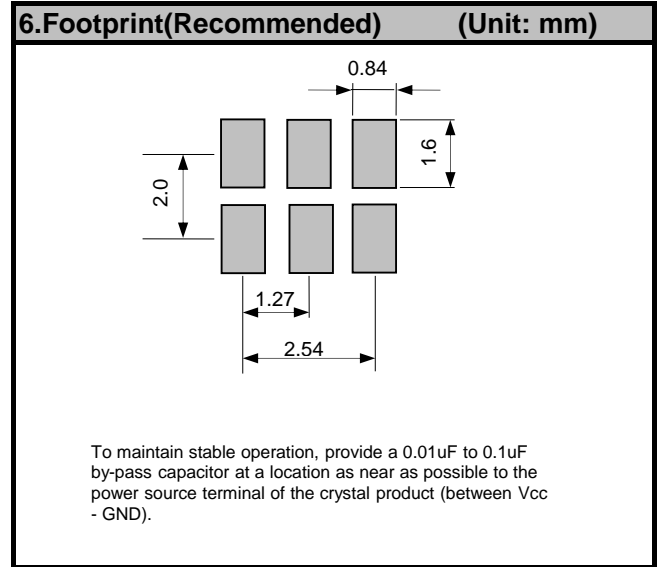 6.Footprint(Recommended) (Unit: mm)
0.84
1.6
2.0
1.27
2.54
To maintain stable operation, provide a 0.01uF to 0.1uF
by-pass capacitor at a location as near as possible to the
power source terminal of the crystal product (between Vcc
- GND).